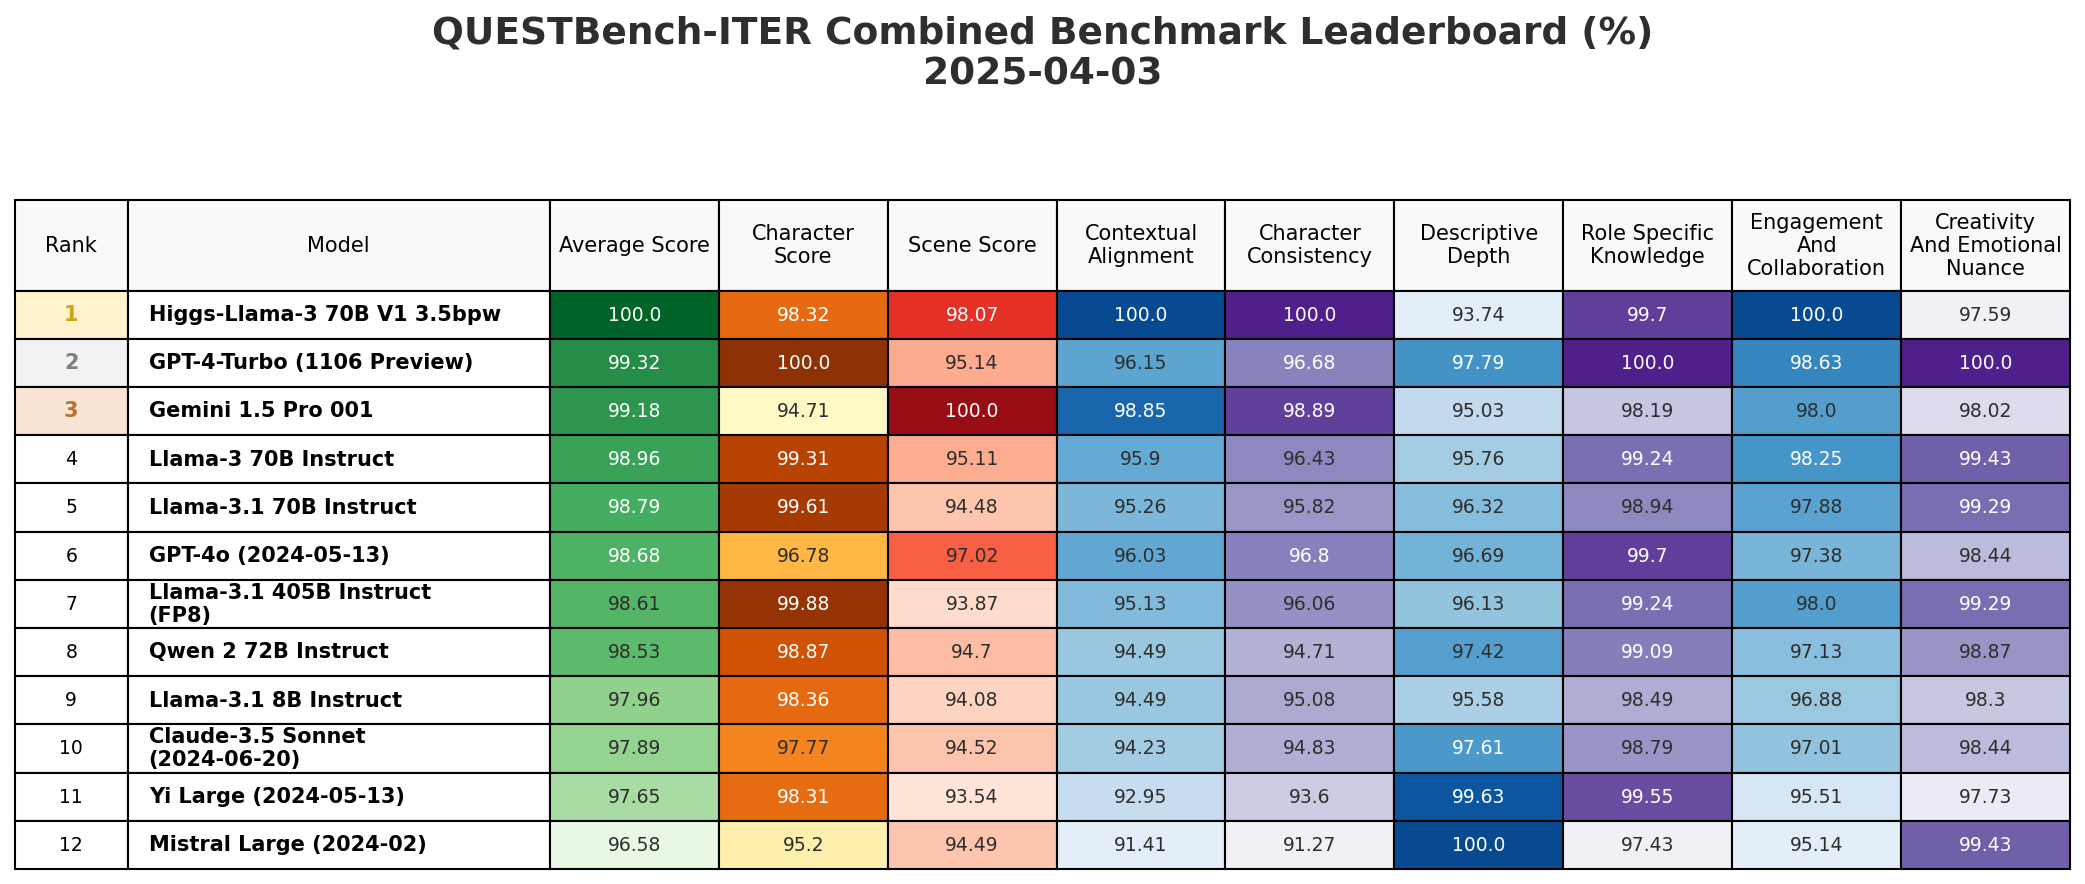 QUESTBench-ITER Combined Benchmark Leaderboard (%)
2025-04-03
Rank Model Average Score Character Score Scene Score Contextual Alignment Character Consistency Descriptive Depth Role Specific Knowledge Engagement And Collaboration Creativity And Emotional Nuance
1 Higgs-Llama-3 70B V1 3.5bpw 100.0 98.32 98.07 100.0 100.0 93.74 99.7 100.0 97.59
2 GPT-4-Turbo (1106 Preview) 99.32 100.0 95.14 96.15 96.68 97.79 100.0 98.63 100.0
3 Gemini 1.5 Pro 001 99.18 94.71 100.0 98.85 98.89 95.03 98.19 98.0 98.02
4 Llama-3 70B Instruct 98.96 99.31 95.11 95.9 96.43 95.76 99.24 98.25 99.43
5 Llama-3.1 70B Instruct 98.79 99.61 94.48 95.26 95.82 96.32 98.94 97.88 99.29
6 GPT-4o (2024-05-13) 98.68 96.78 97.02 96.03 96.8 96.69 99.7 97.38 98.44
7 Llama-3.1 405B Instruct (FP8) 98.61 99.88 93.87 95.13 96.06 96.13 99.24 98.0 99.29
8 Qwen 2 72B Instruct 98.53 98.87 94.7 94.49 94.71 97.42 99.09 97.13 98.87
9 Llama-3.1 8B Instruct 97.96 98.36 94.08 94.49 95.08 95.58 98.49 96.88 98.3
10 Claude-3.5 Sonnet (2024-06-20) 97.89 97.77 94.52 94.23 94.83 97.61 98.79 97.01 98.44
11 Yi Large (2024-05-13) 97.65 98.31 93.54 92.95 93.6 99.63 99.55 95.51 97.73
12 Mistral Large (2024-02) 96.58 95.2 94.49 91.41 91.27 100.0 97.43 95.14 99.43